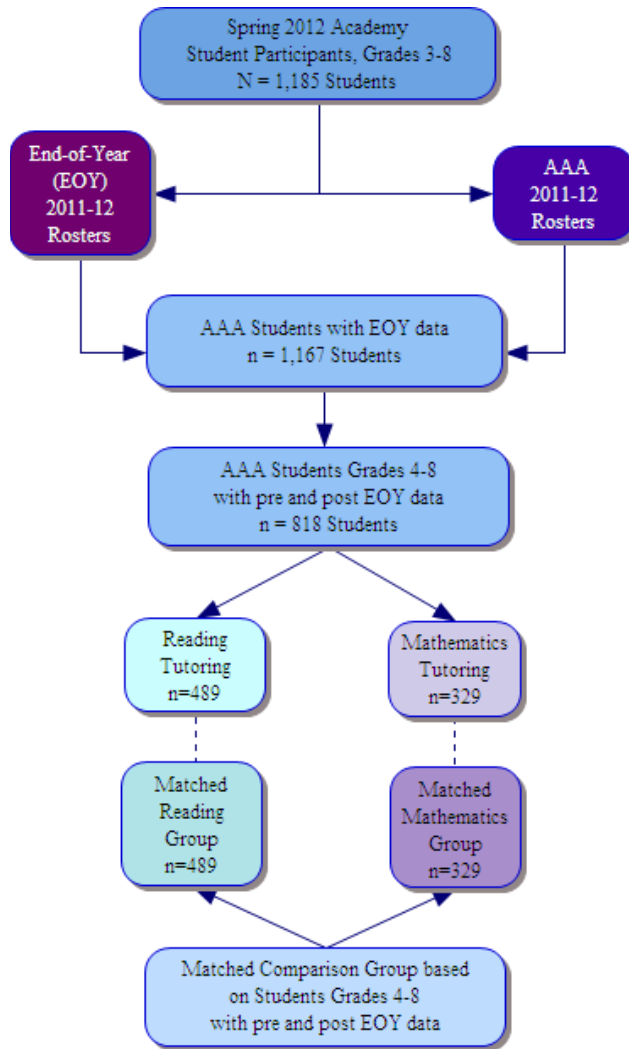 Spring 2012 Academy
Student Participants, Grades 3-8
N = 1,185 Students
End-of-Year
(EOY)
2011-12
Rosters
AAA
2011-12
Rosters
AAA Students with EOY data
n = 1,167 Students
AAA Students Grades 4-8
with pre and post EOY data
n = 818 Students
Reading
Tutoring
n=489
Mathematics
Tutoring
n=329
Matched
Reading
Group
n=489
Matched
Mathematics
Group
n=329
Matched Comparison Group based
on Students Grades 4-8
with pre and post EOY data